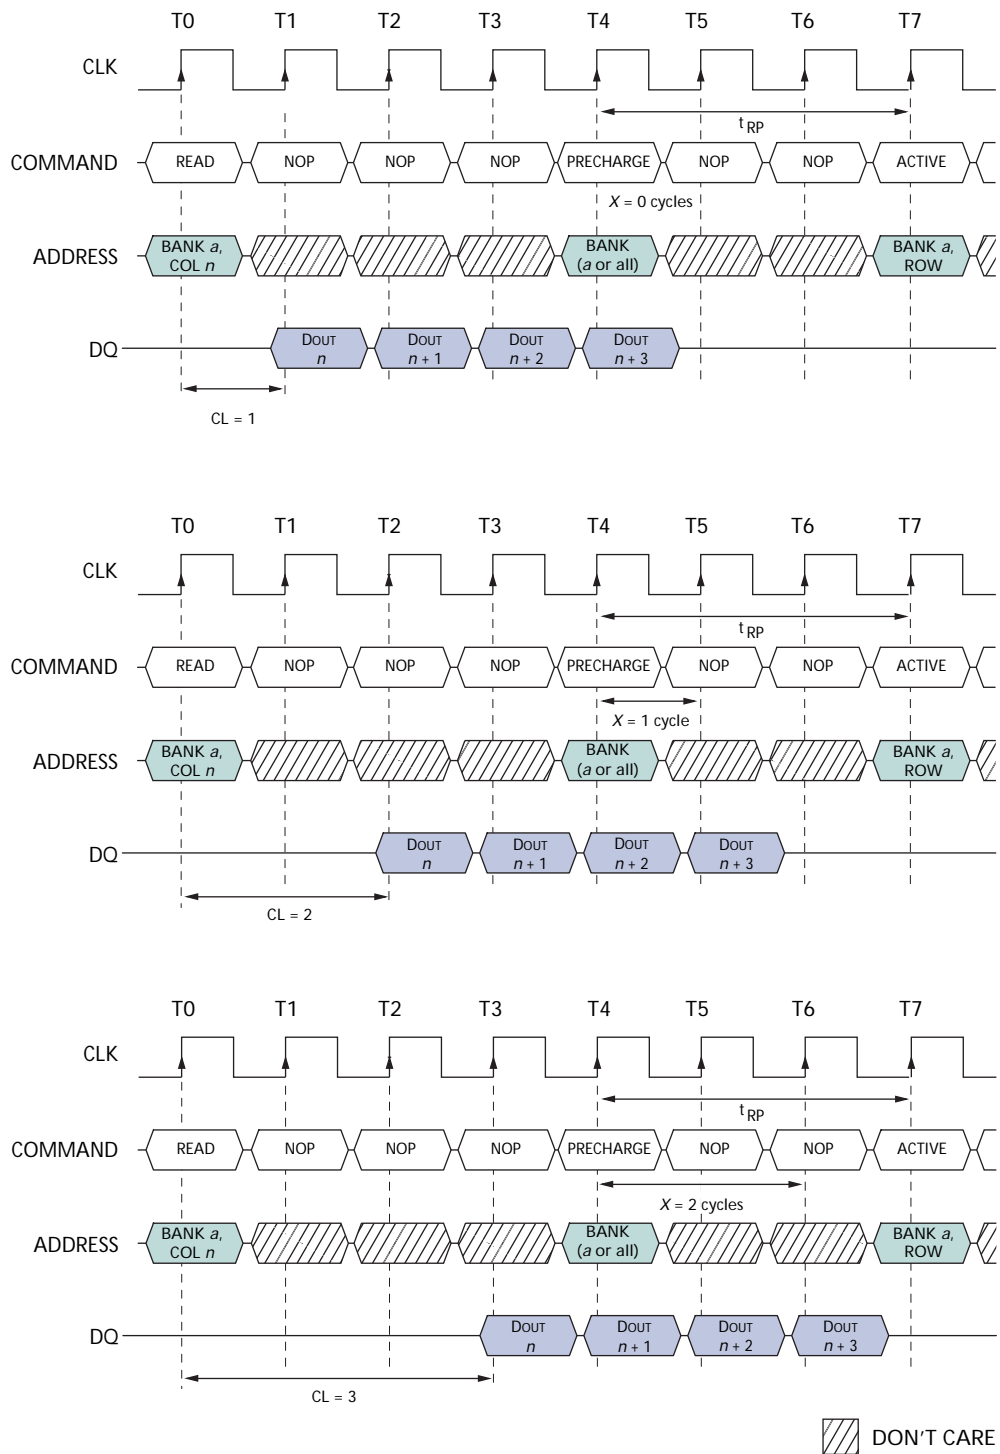 T0 T1 T2 T3 T4 T5 T6 T7
CLK
tRP
COMMAND READ NOP NOP NOP PRECHARGE NOP NOP ACTIVE
X = 0 cycles
ADDRESS BANK a, COL n BANK (a or all) BANK a, ROW
DQ DOUT n DOUT n + 1 DOUT n + 2 DOUT n + 3
CL = 1
T0 T1 T2 T3 T4 T5 T6 T7
CLK
tRP
COMMAND READ NOP NOP NOP PRECHARGE NOP NOP ACTIVE
X = 1 cycle
ADDRESS BANK a, COL n BANK (a or all) BANK a, ROW
DQ DOUT n DOUT n + 1 DOUT n + 2 DOUT n + 3
CL = 2
T0 T1 T2 T3 T4 T5 T6 T7
CLK
tRP
COMMAND READ NOP NOP NOP PRECHARGE NOP NOP ACTIVE
X = 2 cycles
ADDRESS BANK a, COL n BANK (a or all) BANK a, ROW
DQ DOUT n DOUT n + 1 DOUT n + 2 DOUT n + 3
CL = 3
DON'T CARE